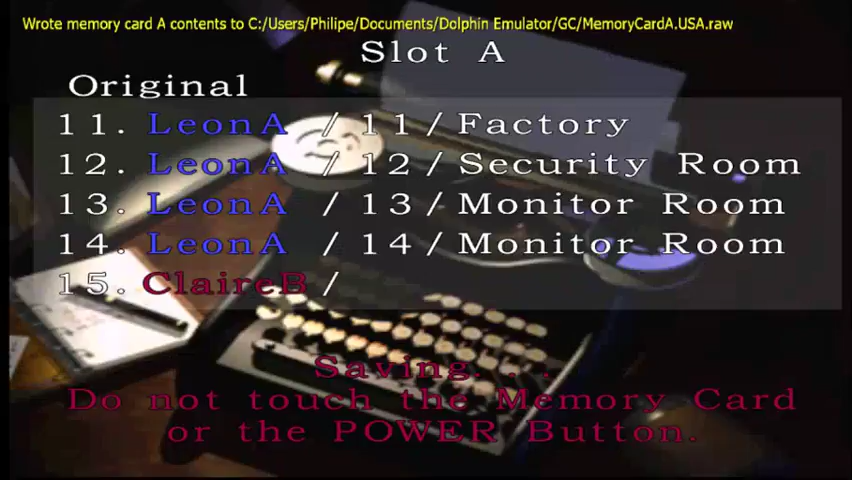 Wrote memory card A contents to C:/Users/Philipe/Documents/Dolphin Emulator/GC/MemoryCardA.USA.raw
Slot A
Original
11. LeonA / 11/Factory
12. LeonA / 12/Security Room
13. LeonA / 13/Monitor Room
14. LeonA / 14/Monitor Room
15. ClaireB /
Saving. . .
Do not touch the Memory Card
or the POWER Button.